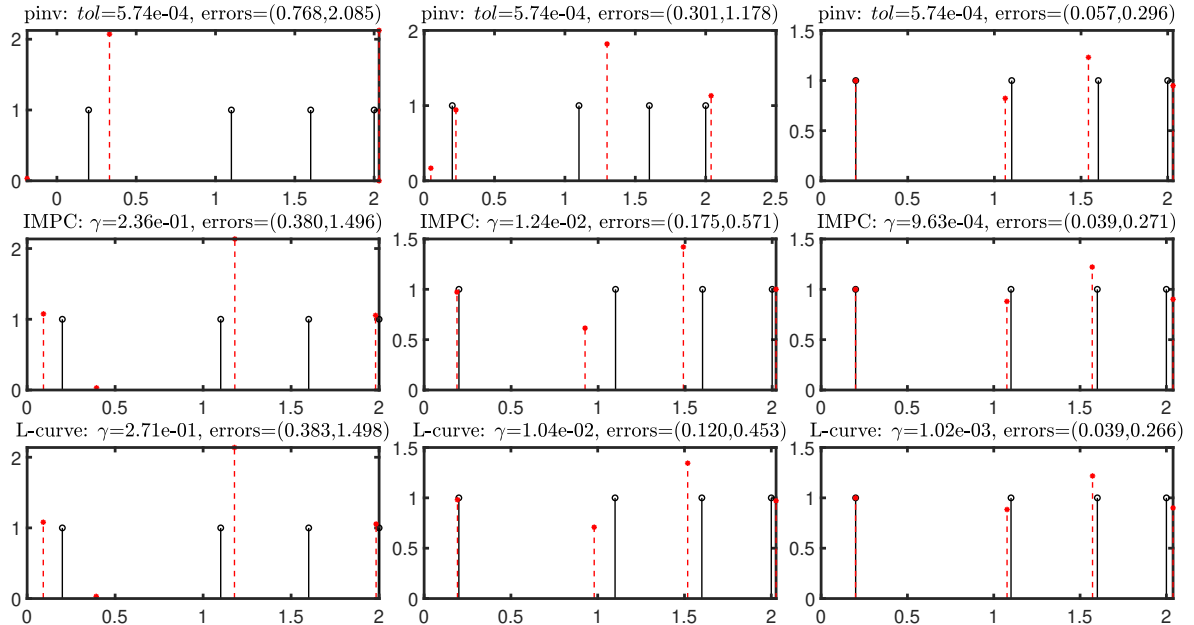 pinv: tol=5.74e-04, errors=(0.768,2.085)
pinv: tol=5.74e-04, errors=(0.301,1.178)
pinv: tol=5.74e-04, errors=(0.057,0.296)
2
1
0
0 0.5 1 1.5 2
2
1
0
0 0.5 1 1.5 2 2.5
1.5
1
0.5
0
0 0.5 1 1.5 2
IMPC: γ=2.36e-01, errors=(0.380,1.496)
IMPC: γ=1.24e-02, errors=(0.175,0.571)
IMPC: γ=9.63e-04, errors=(0.039,0.271)
2
1
0
0 0.5 1 1.5 2
1.5
1
0.5
0
0 0.5 1 1.5 2
1.5
1
0.5
0
0 0.5 1 1.5 2
L-curve: γ=2.71e-01, errors=(0.383,1.498)
L-curve: γ=1.04e-02, errors=(0.120,0.453)
L-curve: γ=1.02e-03, errors=(0.039,0.266)
2
1
0
0 0.5 1 1.5 2
1.5
1
0.5
0
0 0.5 1 1.5 2
1.5
1
0.5
0
0 0.5 1 1.5 2